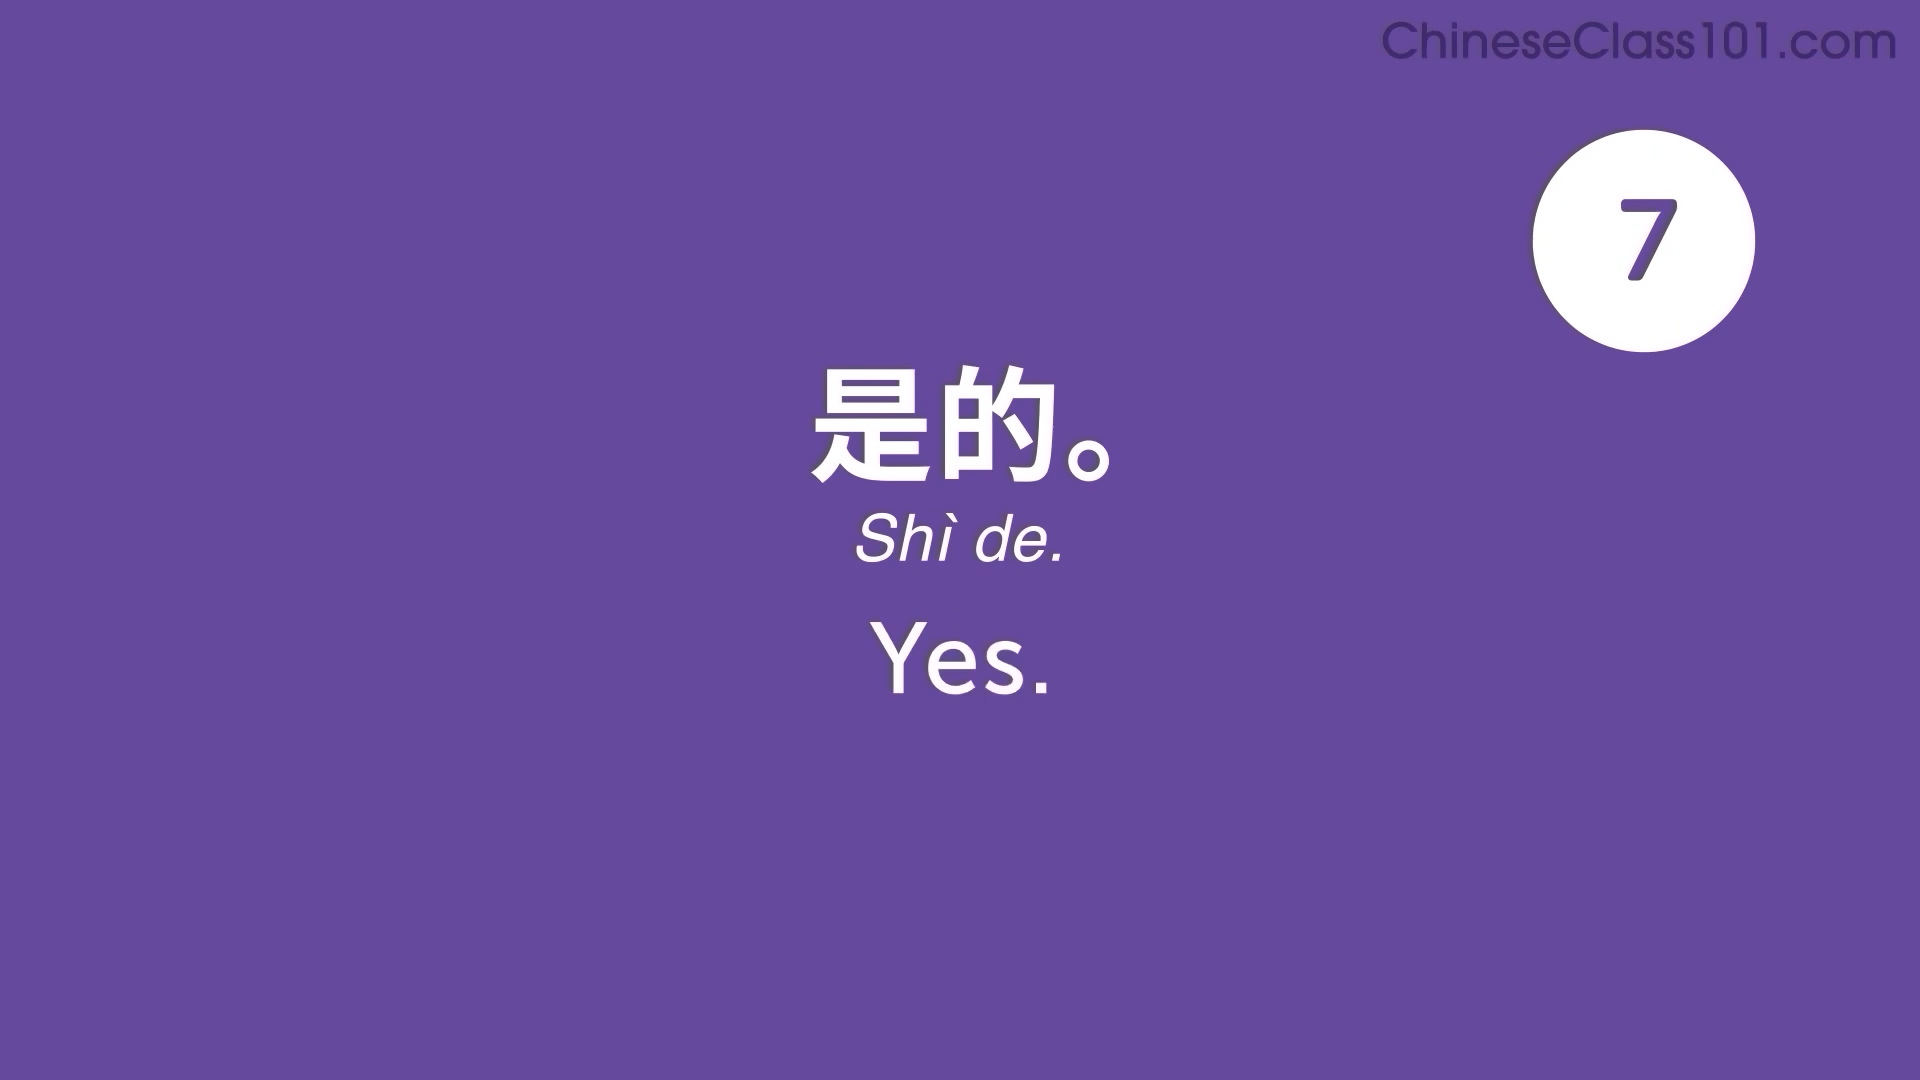 ChineseClass101.com
7
是的。
Shì de.
Yes.